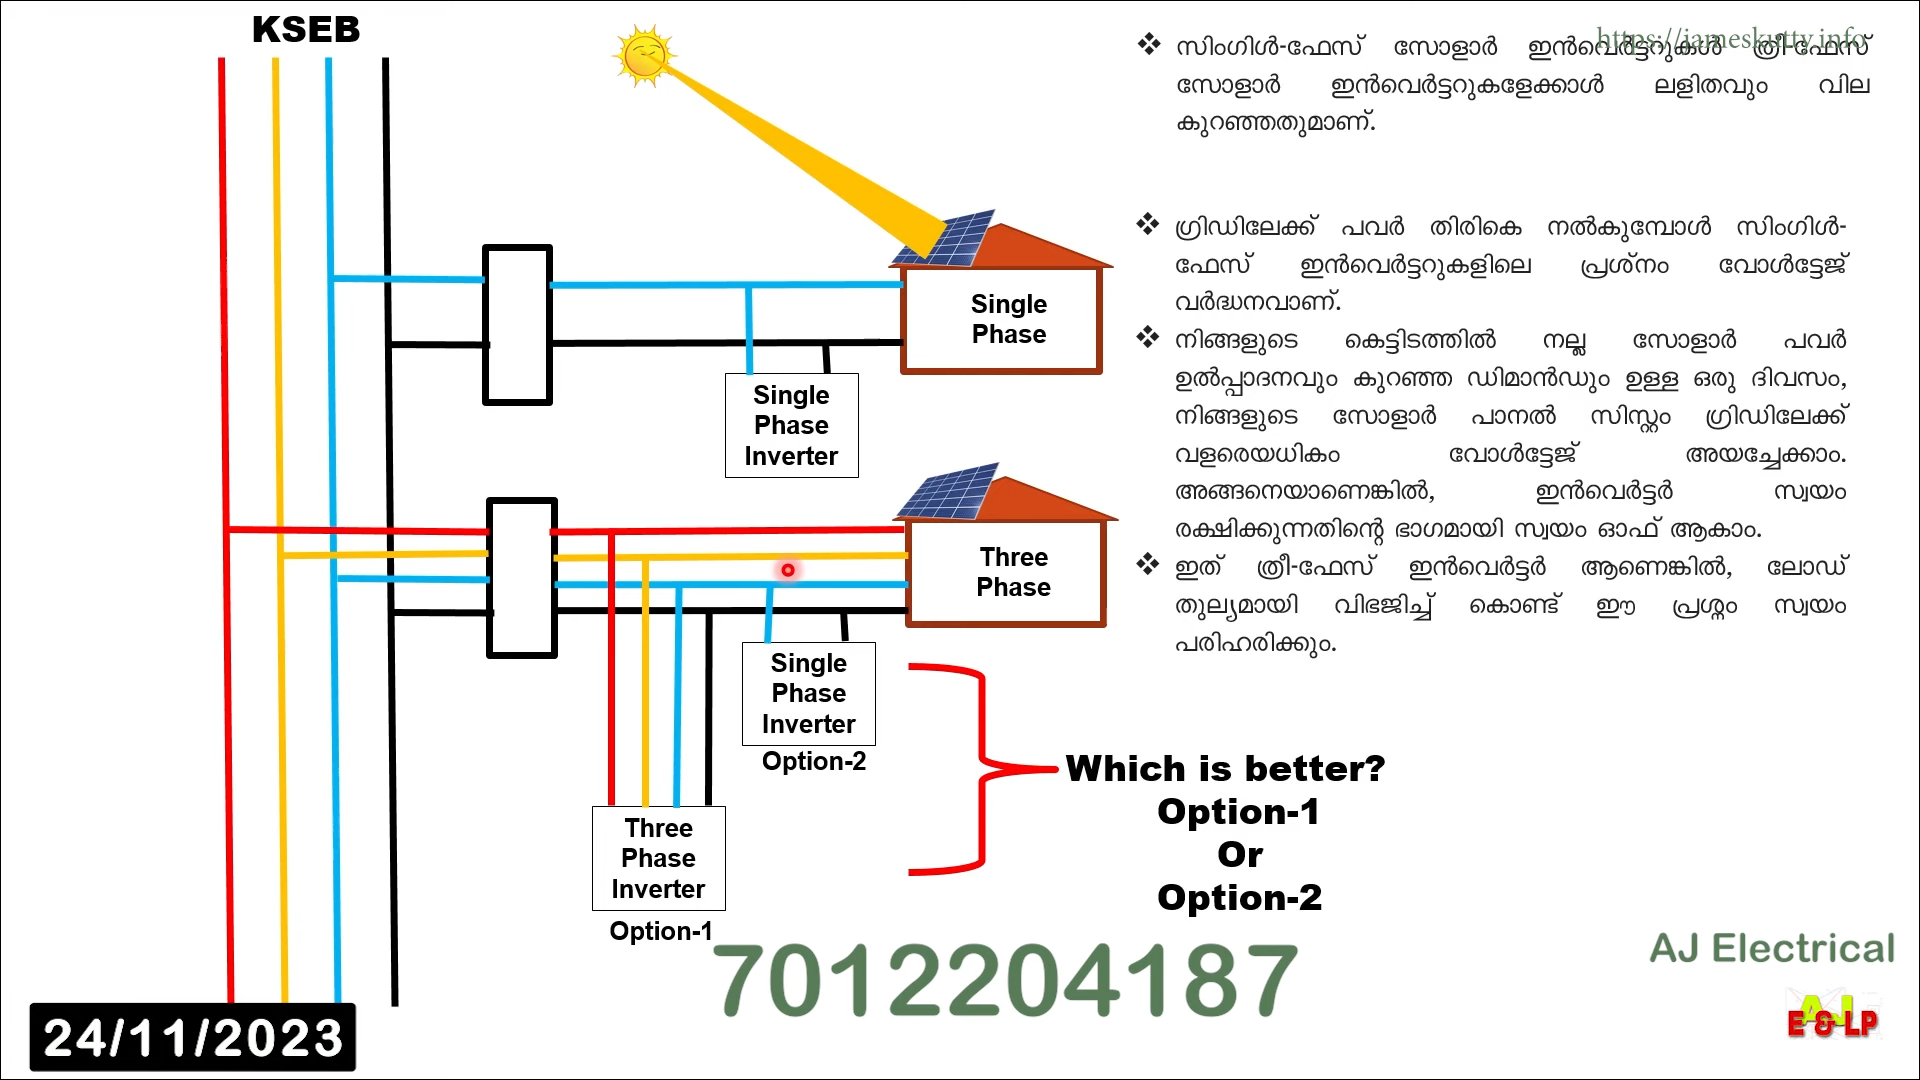 KSEB
https://jameskutty.info
❖ സിംഗിൾ-ഫേസ് സോളാർ ഇൻവെർട്ടറുകൾ ത്രീ-ഫേസ്
സോളാർ ഇൻവെർട്ടറുകളേക്കാൾ ലളിതവും വില
കുറഞ്ഞതുമാണ്.
❖ ഗ്രിഡിലേക്ക് പവർ തിരികെ നൽകുമ്പോൾ സിംഗിൾ-
ഫേസ് ഇൻവെർട്ടറുകളിലെ പ്രശ്നം വോൾട്ടേജ്
വർദ്ധനവാണ്.
❖ നിങ്ങളുടെ കെട്ടിടത്തിൽ നല്ല സോളാർ പവർ
ഉൽപ്പാദനവും കുറഞ്ഞ ഡിമാൻഡും ഉള്ള ഒരു ദിവസം,
നിങ്ങളുടെ സോളാർ പാനൽ സിസ്റ്റം ഗ്രിഡിലേക്ക്
വളരെയധികം വോൾട്ടേജ് അയച്ചേക്കാം.
അങ്ങനെയാണെങ്കിൽ, ഇൻവെർട്ടർ സ്വയം
രക്ഷിക്കുന്നതിന്റെ ഭാഗമായി സ്വയം ഓഫ് ആകാം.
❖ ഇത് ത്രീ-ഫേസ് ഇൻവെർട്ടർ ആണെങ്കിൽ, ലോഡ്
തുല്യമായി വിഭജിച്ച് കൊണ്ട് ഈ പ്രശ്നം സ്വയം
പരിഹരിക്കും.
Single
Phase
Single
Phase
Inverter
Three
Phase
Single
Phase
Inverter
Option-2
Three
Phase
Inverter
Option-1
Which is better?
Option-1
Or
Option-2
7012204187
AJ Electrical
AJ
E & LP
24/11/2023